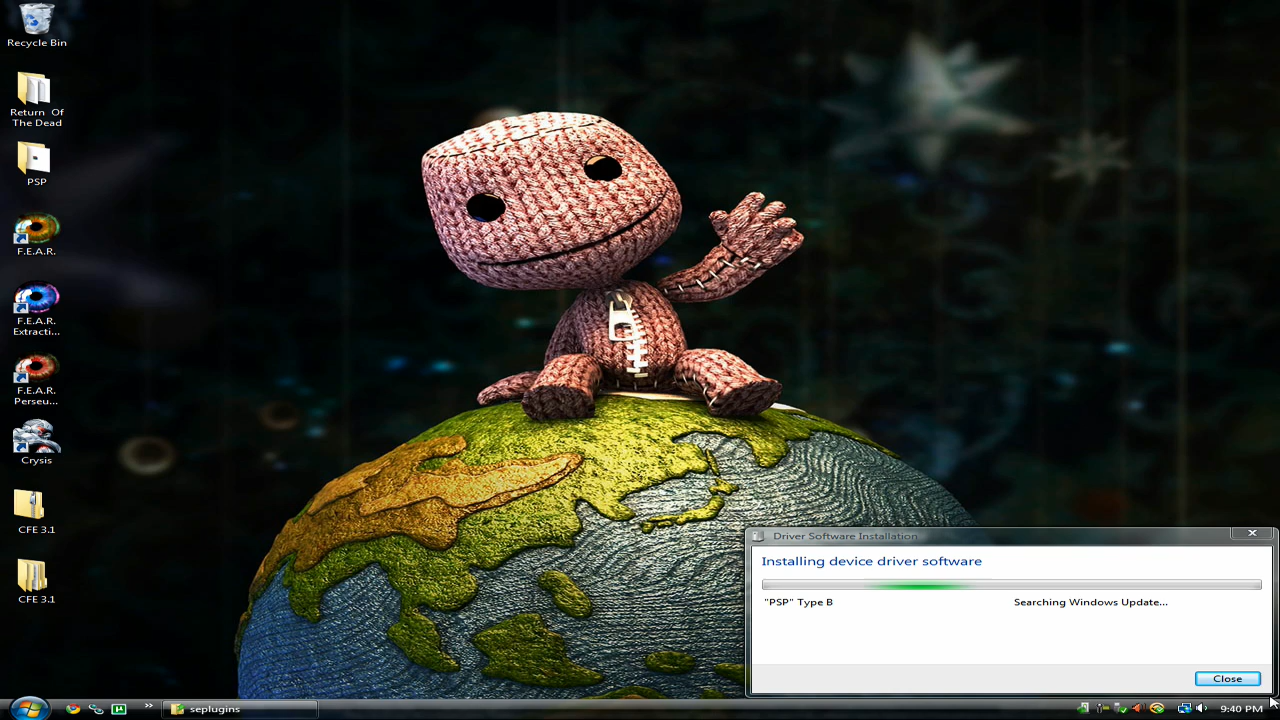 Recycle Bin
Return Of
The Dead
PSP
F.E.A.R.
F.E.A.R.
Extracti...
F.E.A.R.
Perseu...
Crysis
CFE 3.1
CFE 3.1
Driver Software Installation
Installing device driver software
"PSP" Type B
Searching Windows Update...
Close
seplugins
9:40 PM